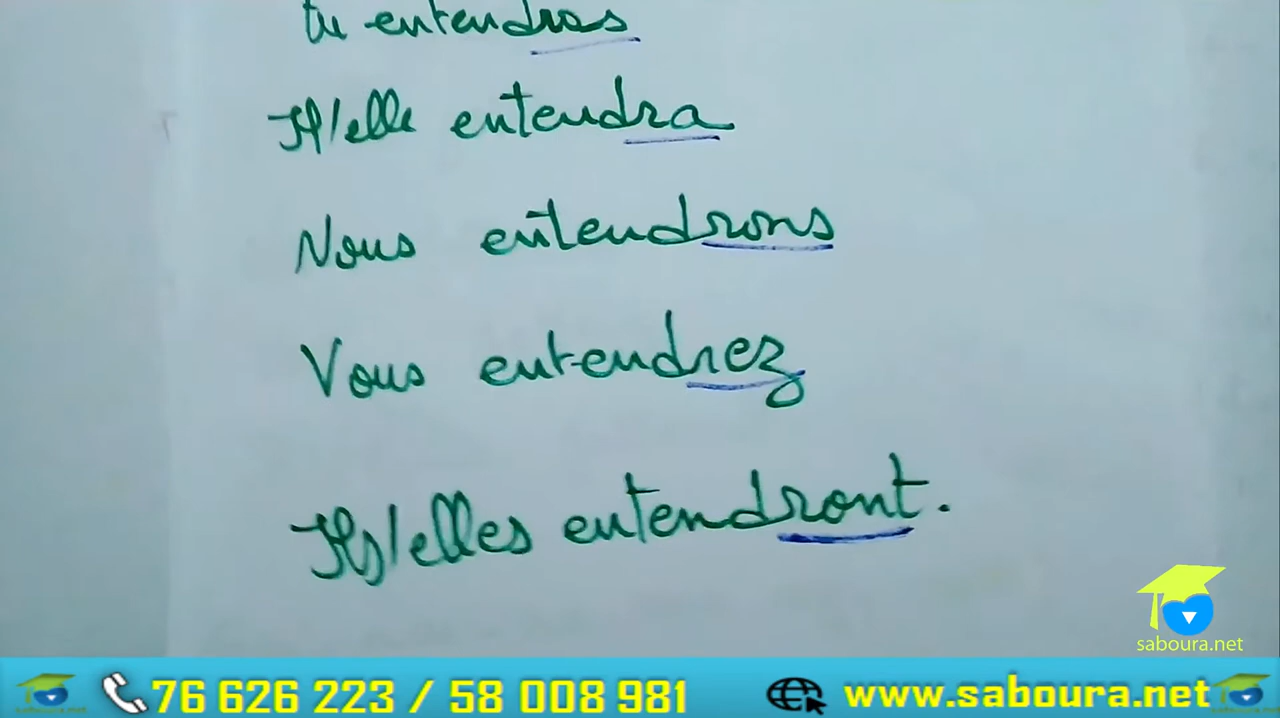 tu entendras
Il/elle entendra
Nous entendrons
Vous entendrez
Ils/elles entendront.
saboura.net
76 626 223 / 58 008 981
www.saboura.net